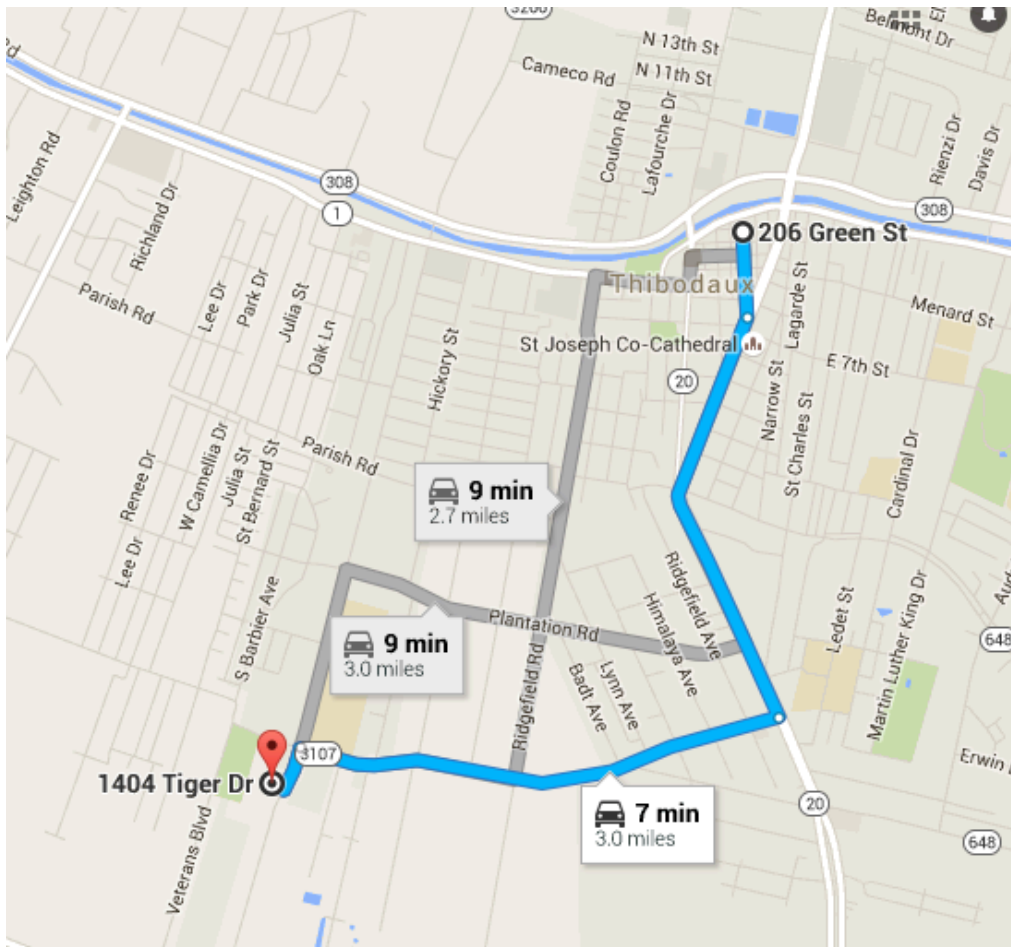 3200
Belmont Dr
N 13th St
N 11th St
Cameco Rd
Coulon Rd
Lafourche Dr
Rd
Leighton Rd
Richland Dr
Rienzi Dr
Davis Dr
308
1
308
206 Green St
Parish Rd
Lee Dr
Park Dr
Julia St
Oak Ln
Thibodaux
Lagarde St
Menard St
St Joseph Co-Cathedral
E 7th St
Hickory St
20
Narrow St
St Charles St
Cardinal Dr
Parish Rd
Renee Dr
W Camellia Dr
Julia St
St Bernard St
9 min
2.7 miles
Lee Dr
S Barbier Ave
Plantation Rd
Ridgefield Ave
Himalaya Ave
Ledet St
Martin Luther King Dr
648
9 min
3.0 miles
Ridgefield Rd
Badt Ave
Lynn Ave
3107
1404 Tiger Dr
Erwin
Veterans Blvd
7 min
3.0 miles
20
648